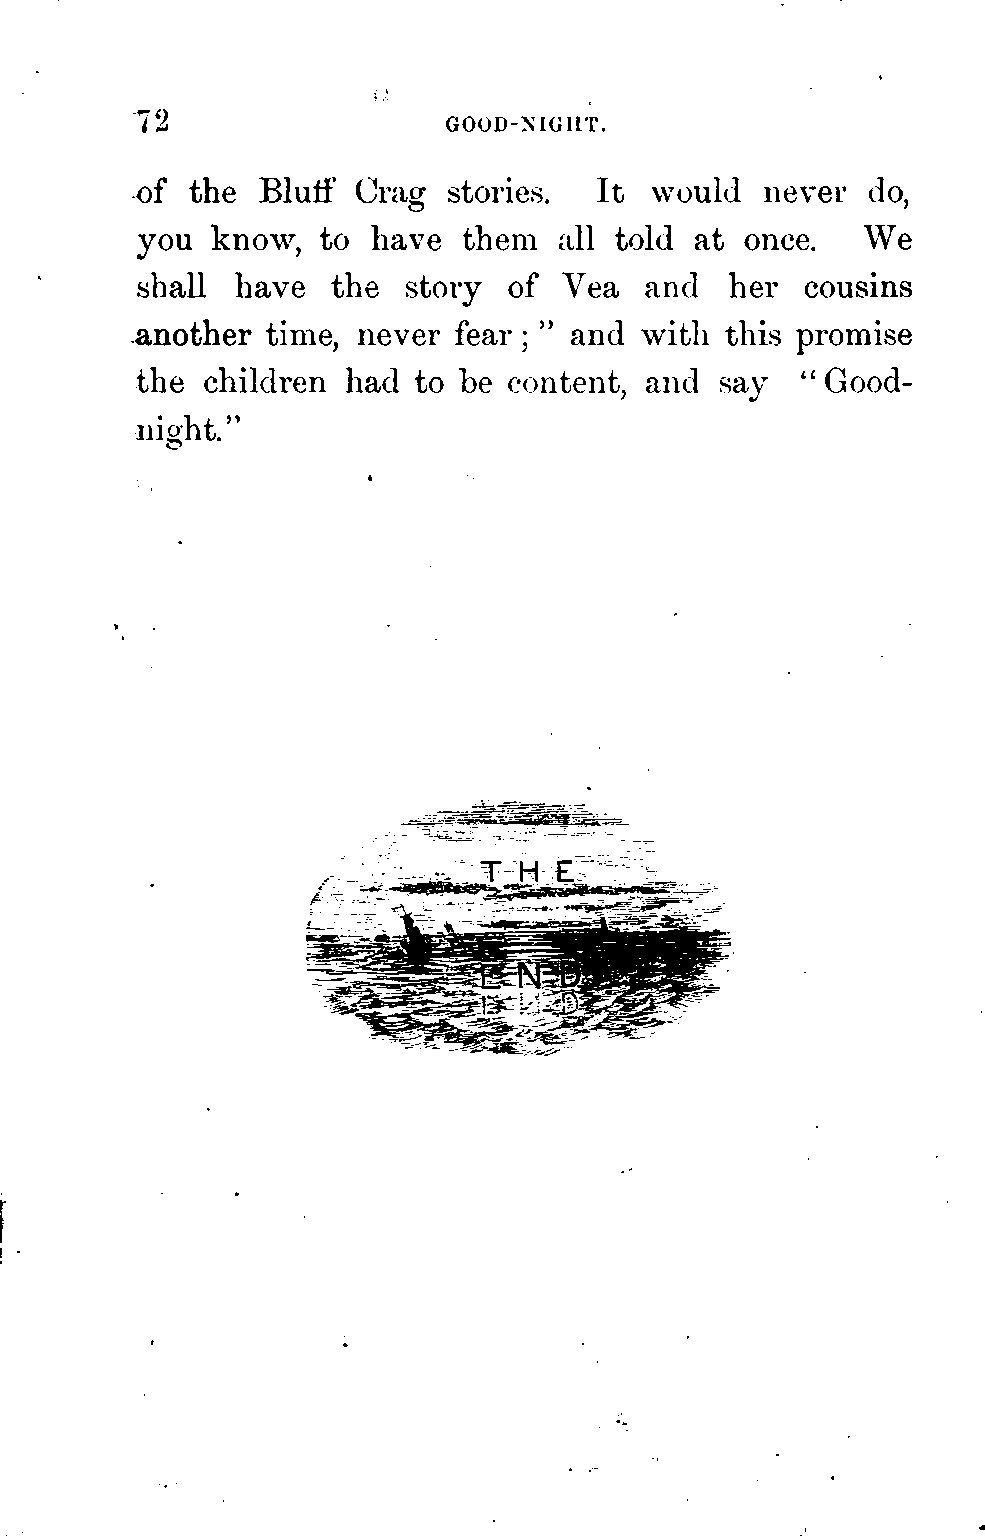 72 GOOD-NIGHT.
of the Bluff Crag stories. It would never do,
you know, to have them all told at once. We
shall have the story of Vea and her cousins
another time, never fear;" and with this promise
the children had to be content, and say "Good-
night."
THE
END